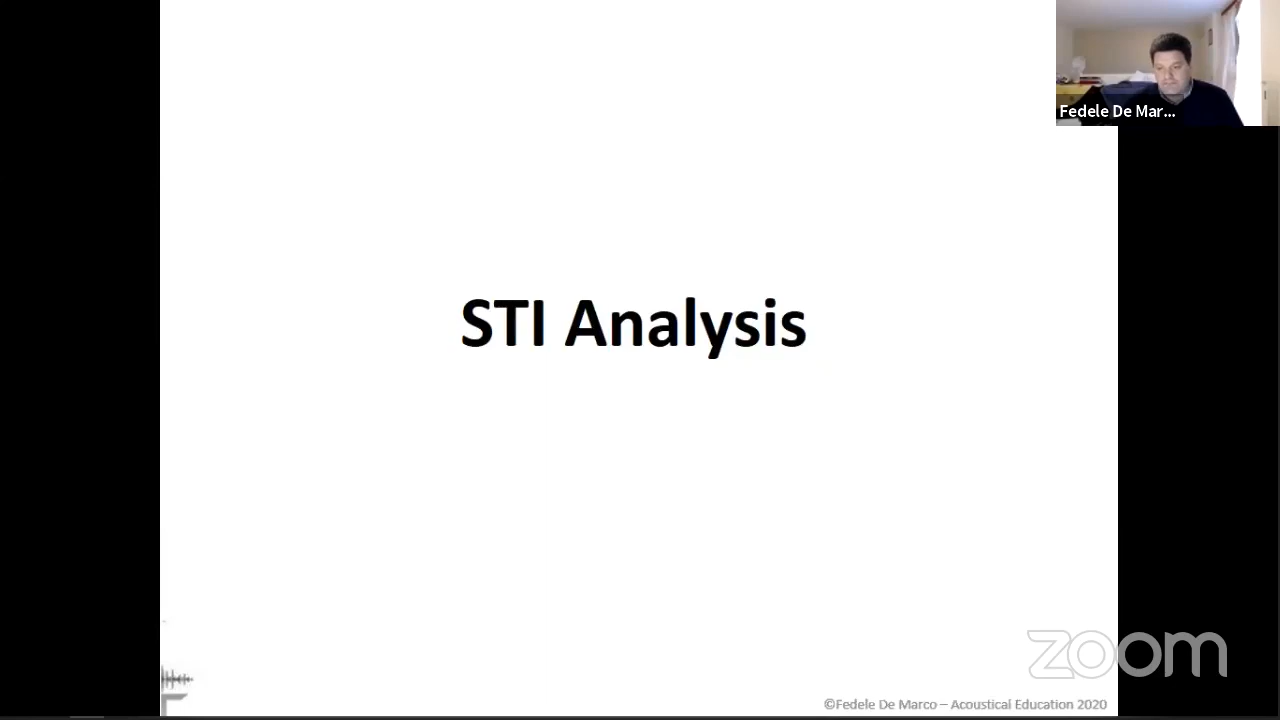 Fedele De Mar...
STI Analysis
zoom
©Fedele De Marco – Acoustical Education 2020